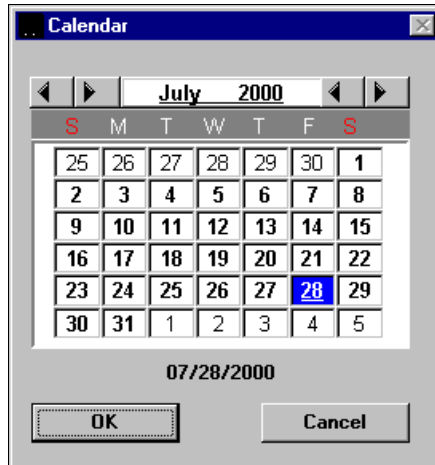 Calendar
July 2000
S M T W T F S
25 26 27 28 29 30 1
2 3 4 5 6 7 8
9 10 11 12 13 14 15
16 17 18 19 20 21 22
23 24 25 26 27 28 29
30 31 1 2 3 4 5
07/28/2000
OK Cancel